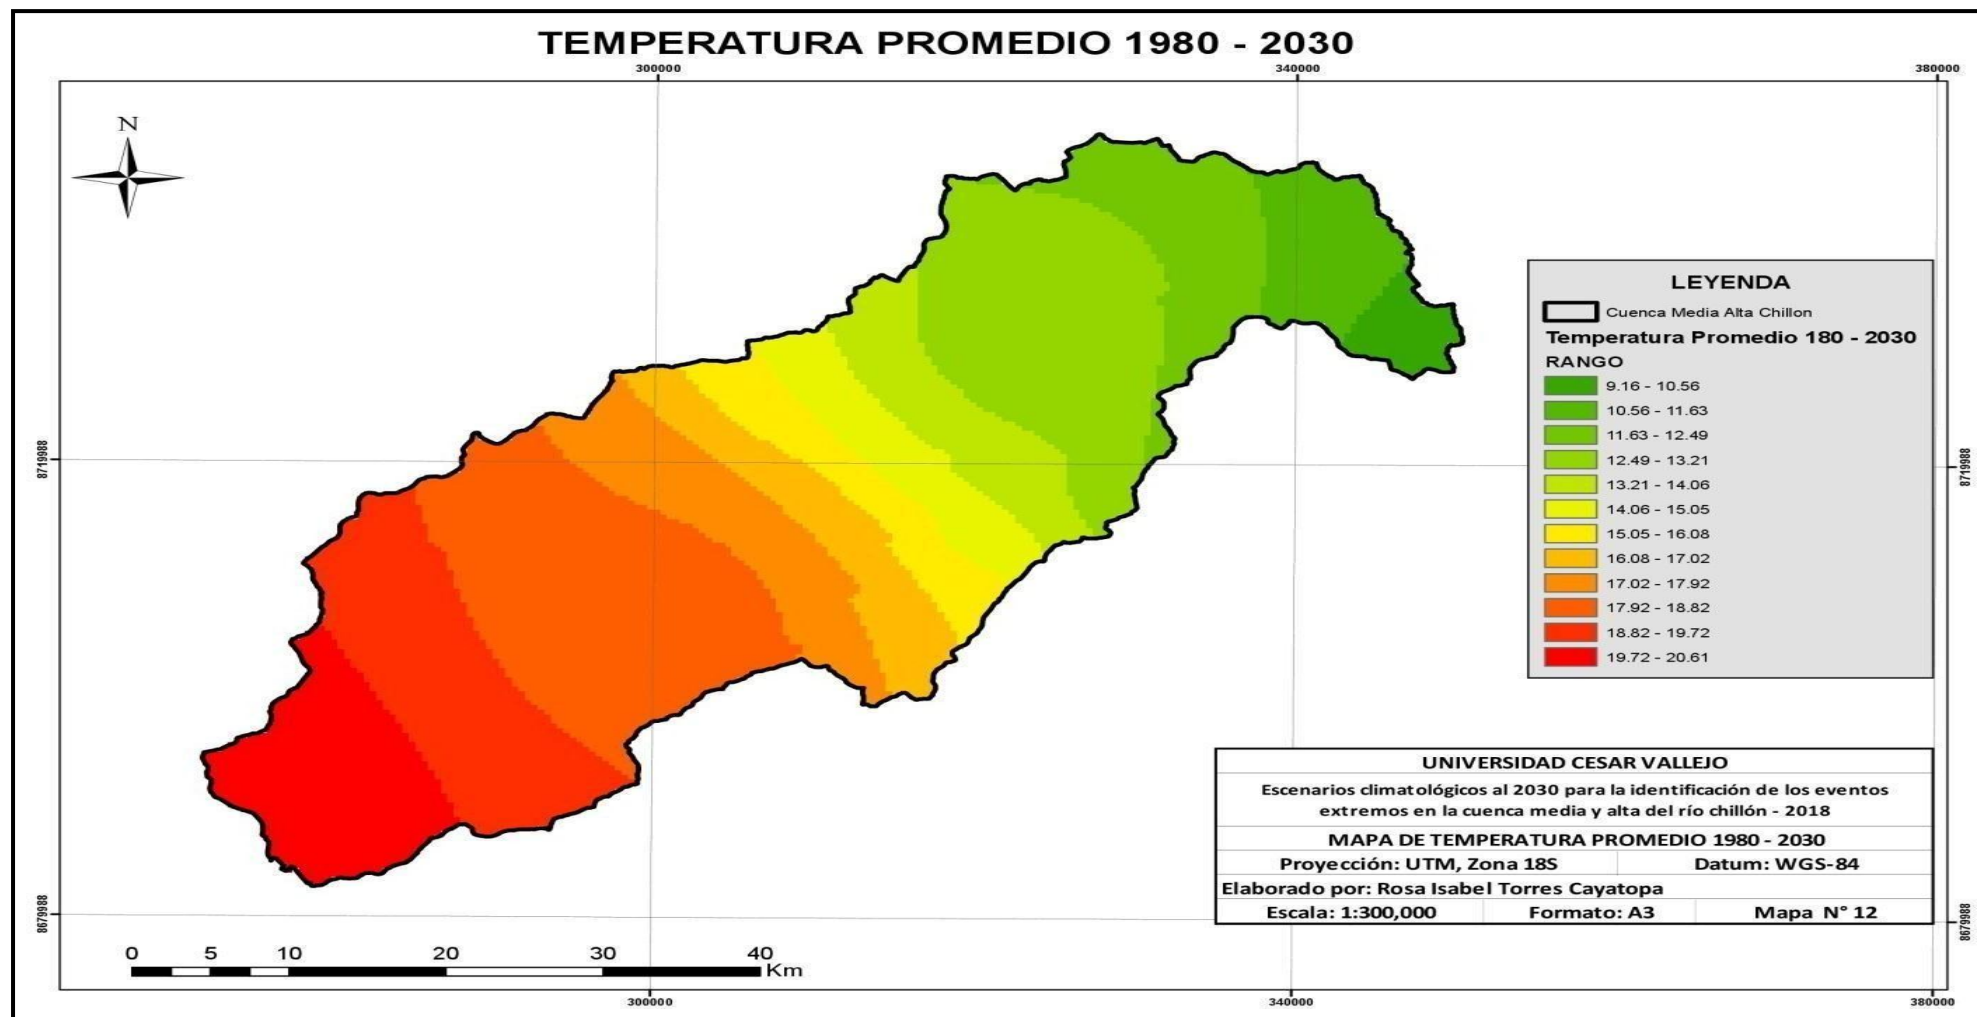 TEMPERATURA PROMEDIO 1980 - 2030
300000 340000 380000
N
8719988 8719988
LEYENDA
Cuenca Media Alta Chillon
Temperatura Promedio 180 - 2030
RANGO
9.16 - 10.56
10.56 - 11.63
11.63 - 12.49
12.49 - 13.21
13.21 - 14.06
14.06 - 15.05
15.05 - 16.08
16.08 - 17.02
17.02 - 17.92
17.92 - 18.82
18.82 - 19.72
19.72 - 20.61
UNIVERSIDAD CESAR VALLEJO
Escenarios climatológicos al 2030 para la identificación de los eventos
extremos en la cuenca media y alta del río chillón - 2018
MAPA DE TEMPERATURA PROMEDIO 1980 - 2030
Proyección: UTM, Zona 18S Datum: WGS-84
Elaborado por: Rosa Isabel Torres Cayatopa
Escala: 1:300,000 Formato: A3 Mapa N° 12
8679988 8679988
0 5 10 20 30 40
Km
300000 340000 380000